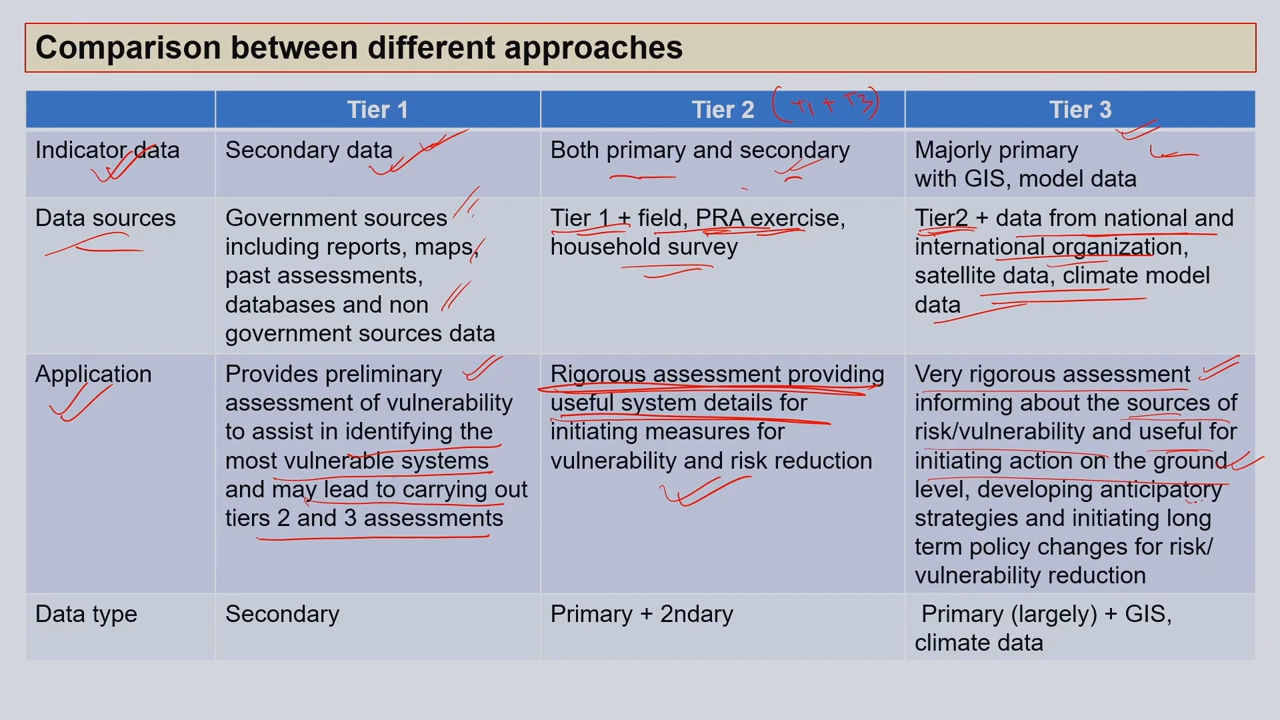 Comparison between different approaches
Tier 1
Tier 2 (T1 + T3)
Tier 3
Indicator data
Secondary data
Both primary and secondary
Majorly primary
with GIS, model data
Data sources
Government sources
including reports, maps,
past assessments,
databases and non
government sources data
Tier 1 + field, PRA exercise,
household survey
Tier2 + data from national and
international organization,
satellite data, climate model
data
Application
Provides preliminary
assessment of vulnerability
to assist in identifying the
most vulnerable systems
and may lead to carrying out
tiers 2 and 3 assessments
Rigorous assessment providing
useful system details for
initiating measures for
vulnerability and risk reduction
Very rigorous assessment
informing about the sources of
risk/vulnerability and useful for
initiating action on the ground
level, developing anticipatory
strategies and initiating long
term policy changes for risk/
vulnerability reduction
Data type
Secondary
Primary + 2ndary
Primary (largely) + GIS,
climate data